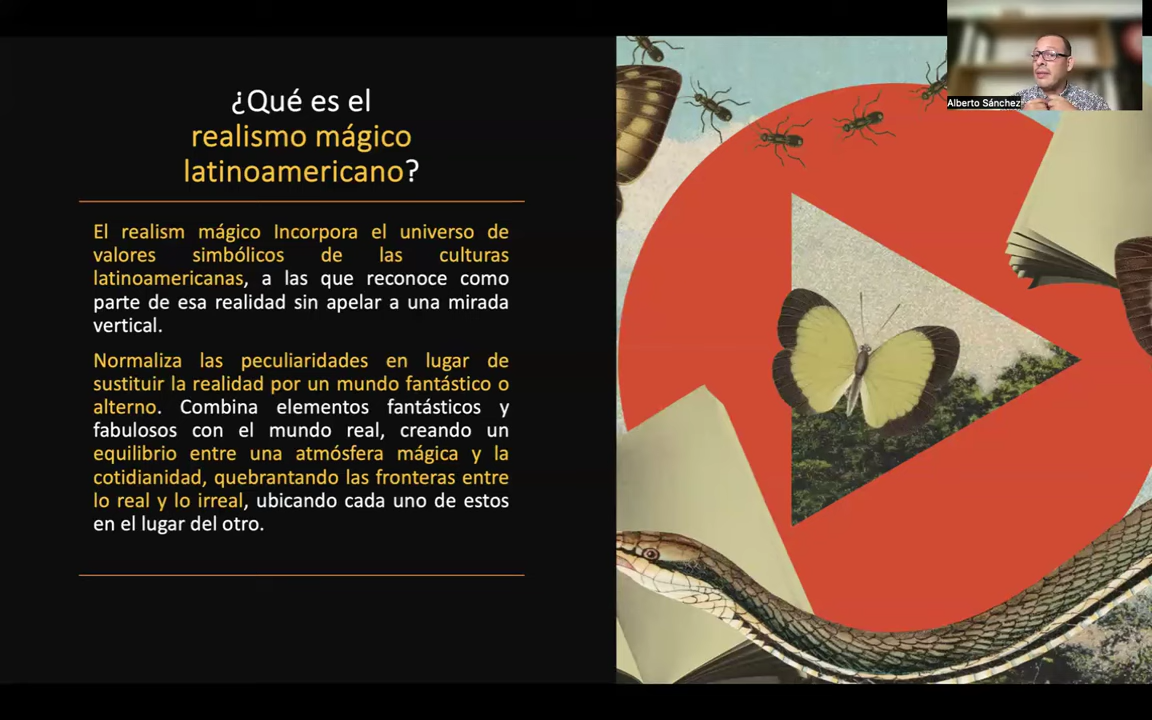 ¿Qué es el
realismo mágico
latinoamericano?
El realism mágico Incorpora el universo de
valores simbólicos de las culturas
latinoamericanas, a las que reconoce como
parte de esa realidad sin apelar a una mirada
vertical.
Normaliza las peculiaridades en lugar de
sustituir la realidad por un mundo fantástico o
alterno. Combina elementos fantásticos y
fabulosos con el mundo real, creando un
equilibrio entre una atmósfera mágica y la
cotidianidad, quebrantando las fronteras entre
lo real y lo irreal, ubicando cada uno de estos
en el lugar del otro.
Alberto Sánchez